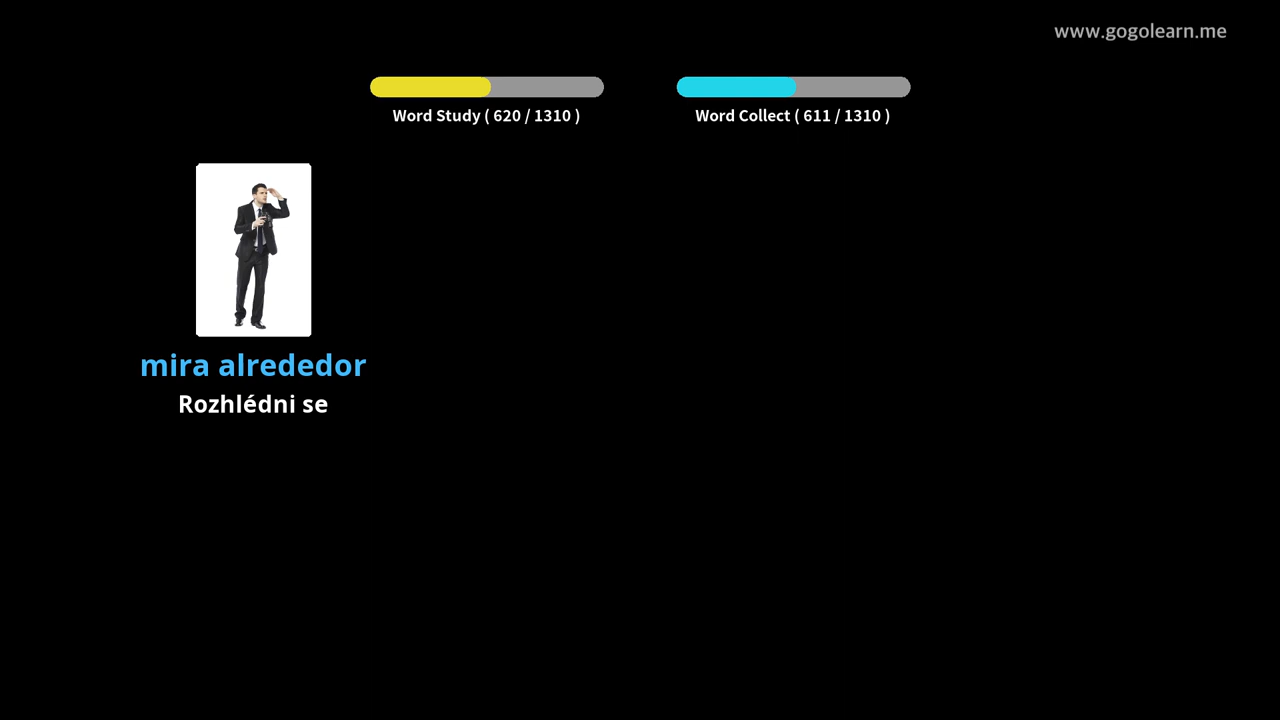 www.gogolearn.me
Word Study ( 620 / 1310 )
Word Collect ( 611 / 1310 )
mira alrededor
Rozhlédni se